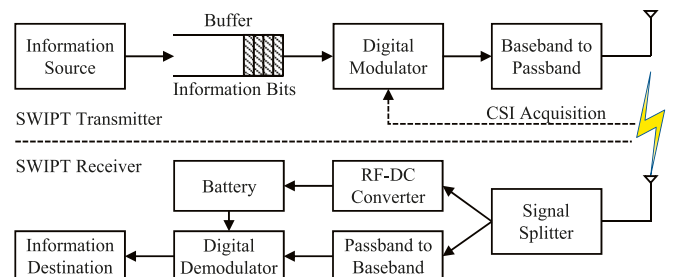 Buffer
Information
Source
Digital
Modulator
Baseband to
Passband
Information Bits
CSI Acquisition
SWIPT Transmitter
SWIPT Receiver
Battery
RF-DC
Converter
Signal
Splitter
Information
Destination
Digital
Demodulator
Passband to
Baseband